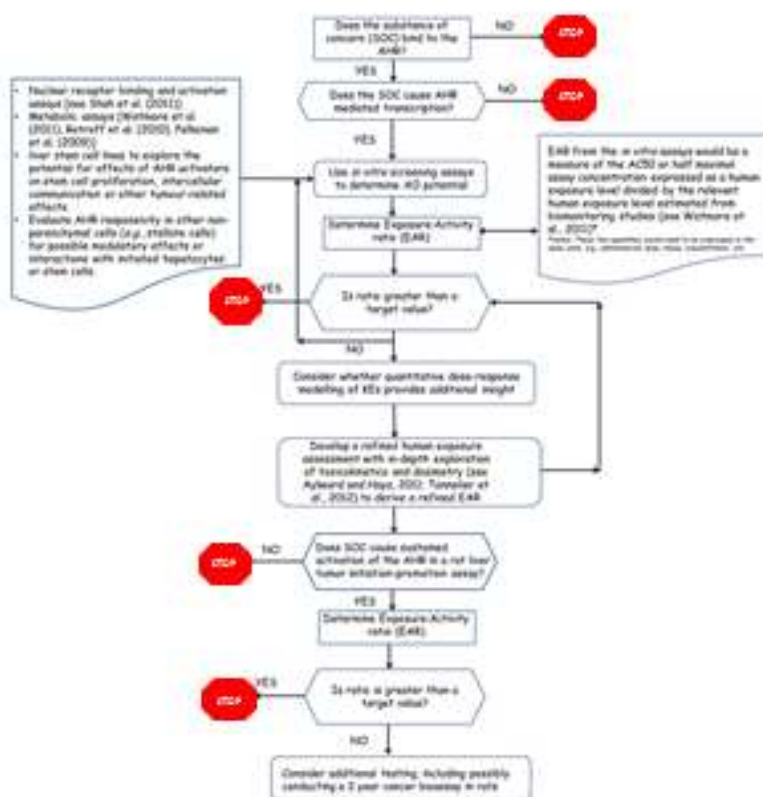 Does the substance of
concern (SOC) bind to the
AHR?
NO
STOP
YES
Does the SOC cause AHR
mediated transcription?
NO
STOP
YES
• Nuclear receptor binding and activation
assays (see Shah et al. (2011))
• Metabolic assays (Wetmore et al.
(2011), Rotroff et al. (2010),
et al. (2009))
• liver stem cell lines to explore the
potential for effects of AHR activators
on stem cell proliferation, intercellular
communication or other tumour-related
effects
• Evaluate AHR responsivity in other non-
parenchymal cells (e.g., stellate cells)
for possible modulatory effects or
interactions with initiated hepatocytes
or stem cells.
Use in vitro screening assays
to determine AO potential
Determine Exposure:Activity
ratio (EAR)
EAR from the in vitro assays would be a
measure of the AC50 or half maximal
assay concentration expressed as a human
exposure level divided by the relevant
human exposure level estimated from
biomonitoring studies (see Wetmore et
al., 2011)*
Is ratio greater than a
target value?
YES
STOP
NO
Consider whether quantitative dose-response
modelling of KEs provides additional insight
Develop a refined human exposure
assessment with in-depth exploration
of toxicokinetics and dosimetry (see
Aylward and Hays, 2011; Tonnelier et
al., 2012) to derive a refined EAR
Does SOC cause sustained
activation of the AHR in a rat liver
tumor initiation-promotion assay?
NO
STOP
YES
Determine Exposure:Activity
ratio (EAR)
Is ratio is greater than a
target value?
YES
STOP
NO
Consider additional testing, including possibly
conducting a 2 year cancer bioassay in rats